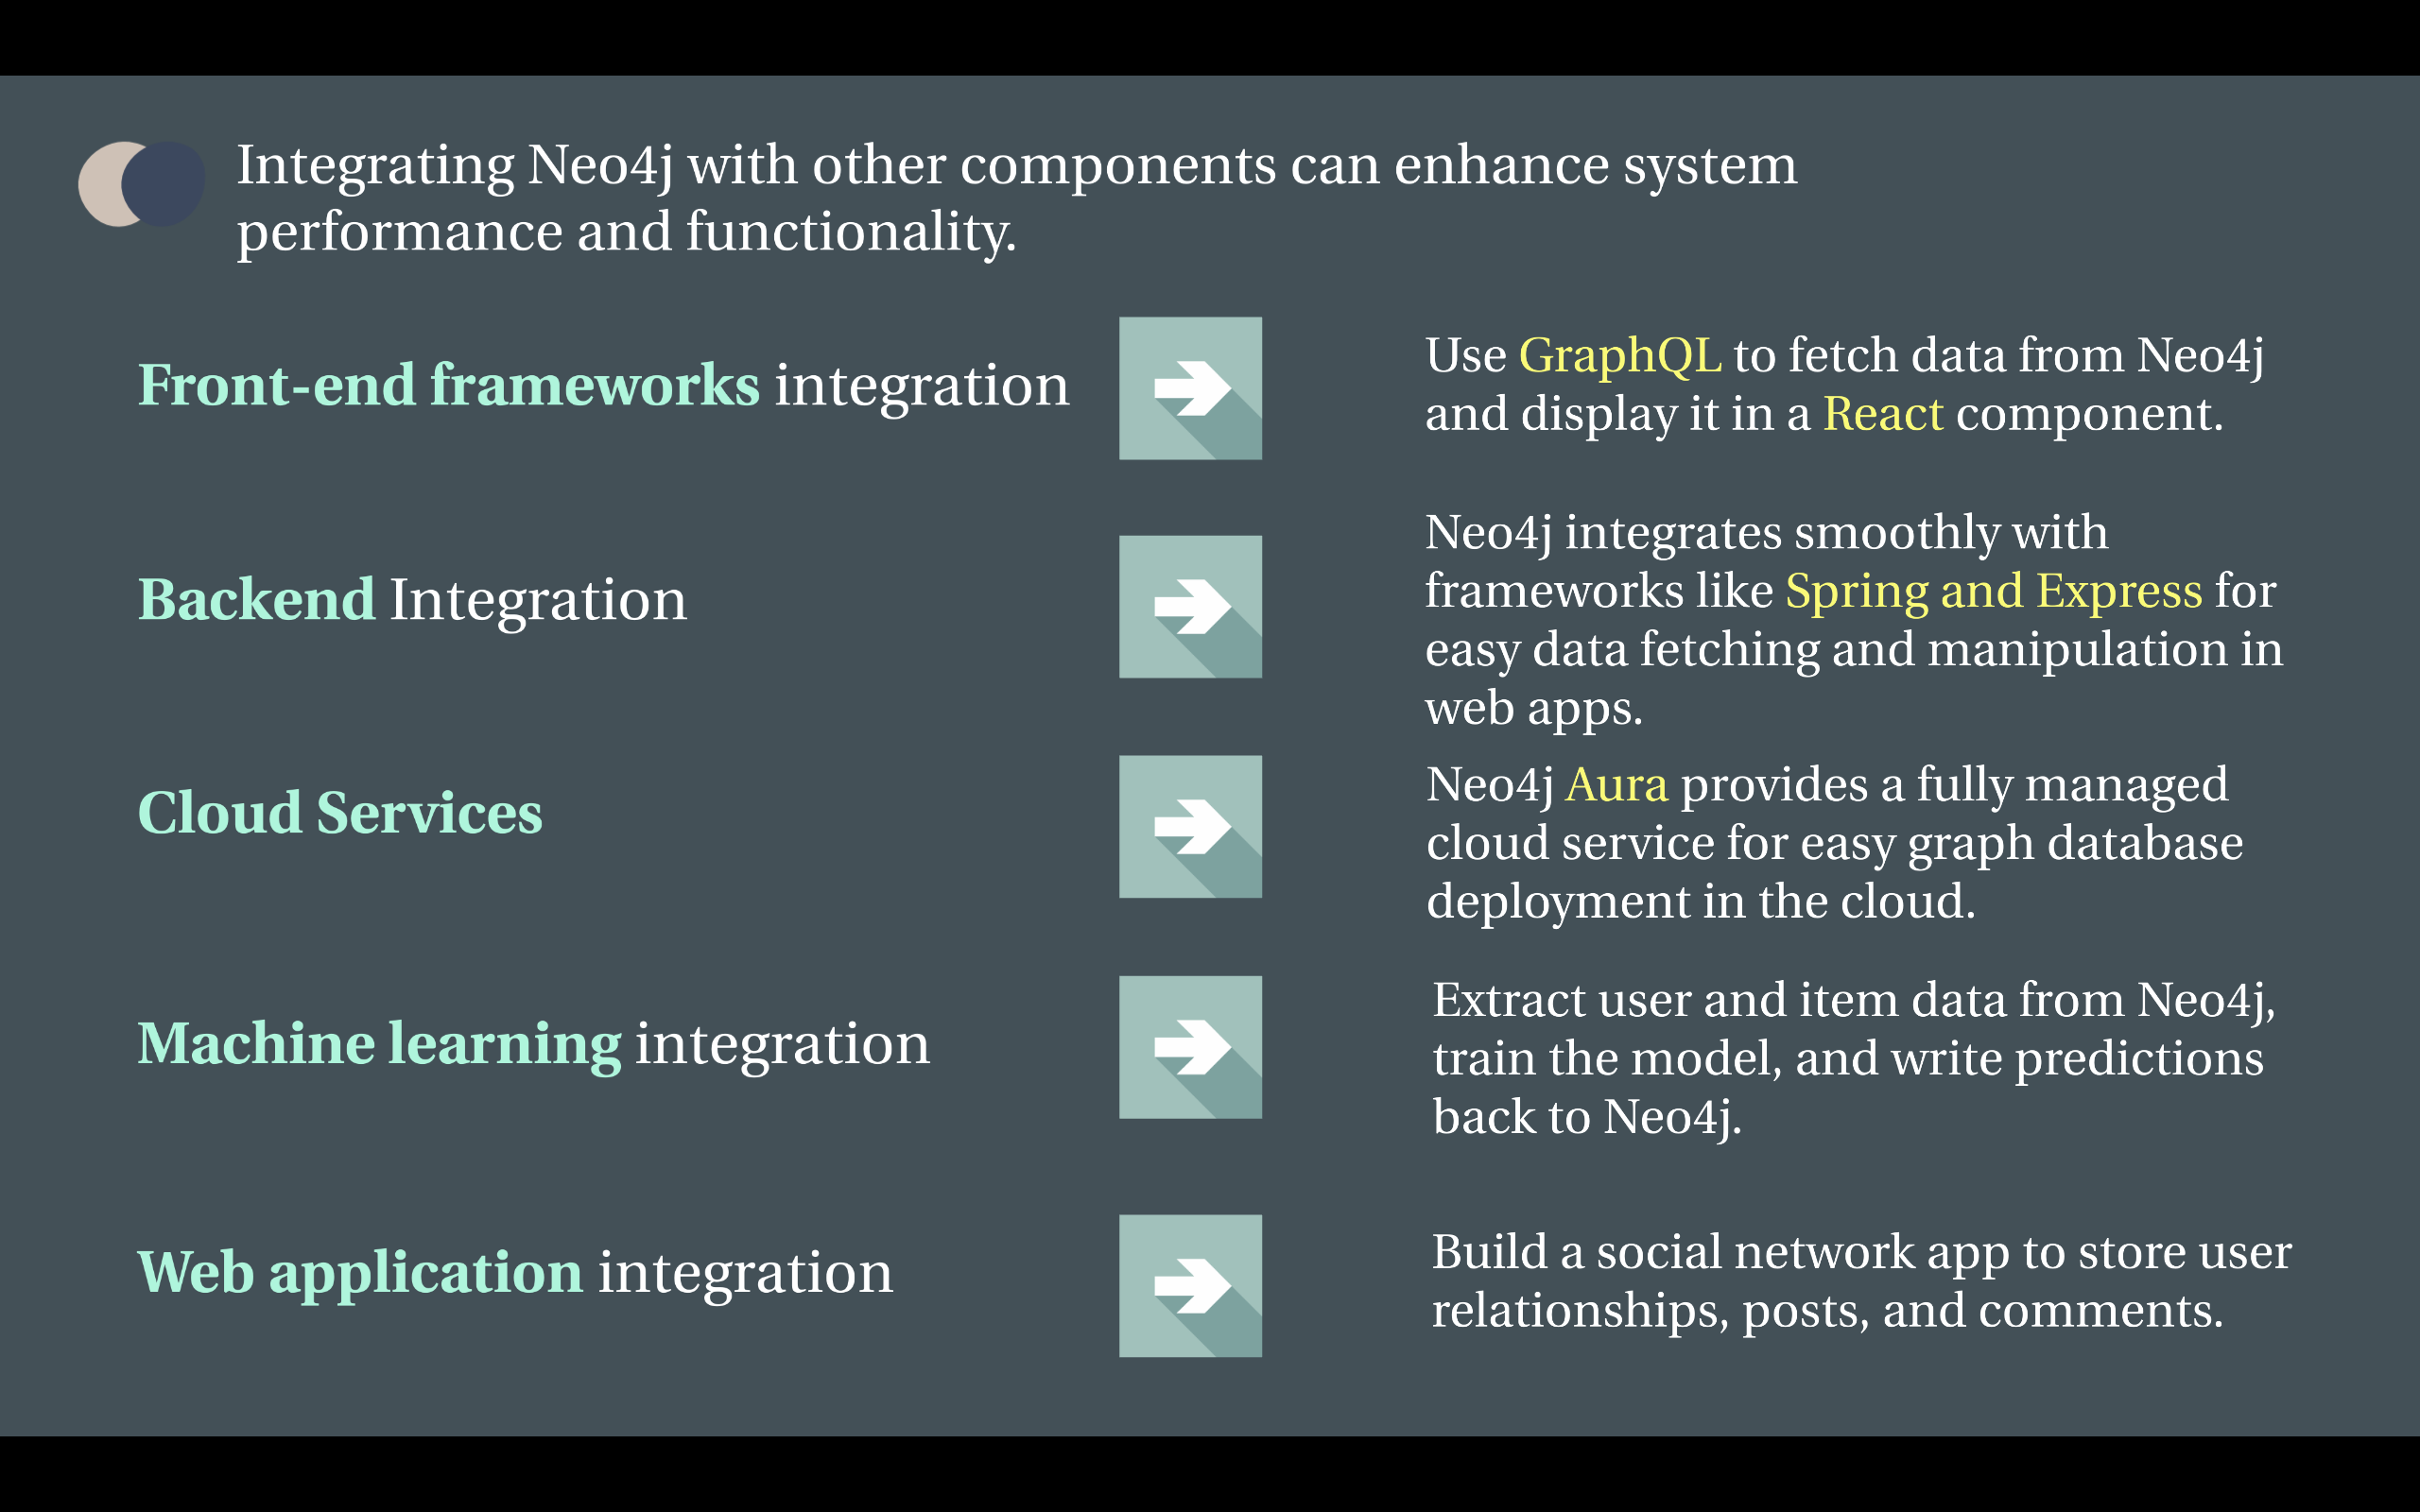 Integrating Neo4j with other components can enhance system
performance and functionality.
Front-end frameworks integration
Use GraphQL to fetch data from Neo4j
and display it in a React component.
Backend Integration
Neo4j integrates smoothly with
frameworks like Spring and Express for
easy data fetching and manipulation in
web apps.
Cloud Services
Neo4j Aura provides a fully managed
cloud service for easy graph database
deployment in the cloud.
Machine learning integration
Extract user and item data from Neo4j,
train the model, and write predictions
back to Neo4j.
Web application integration
Build a social network app to store user
relationships, posts, and comments.